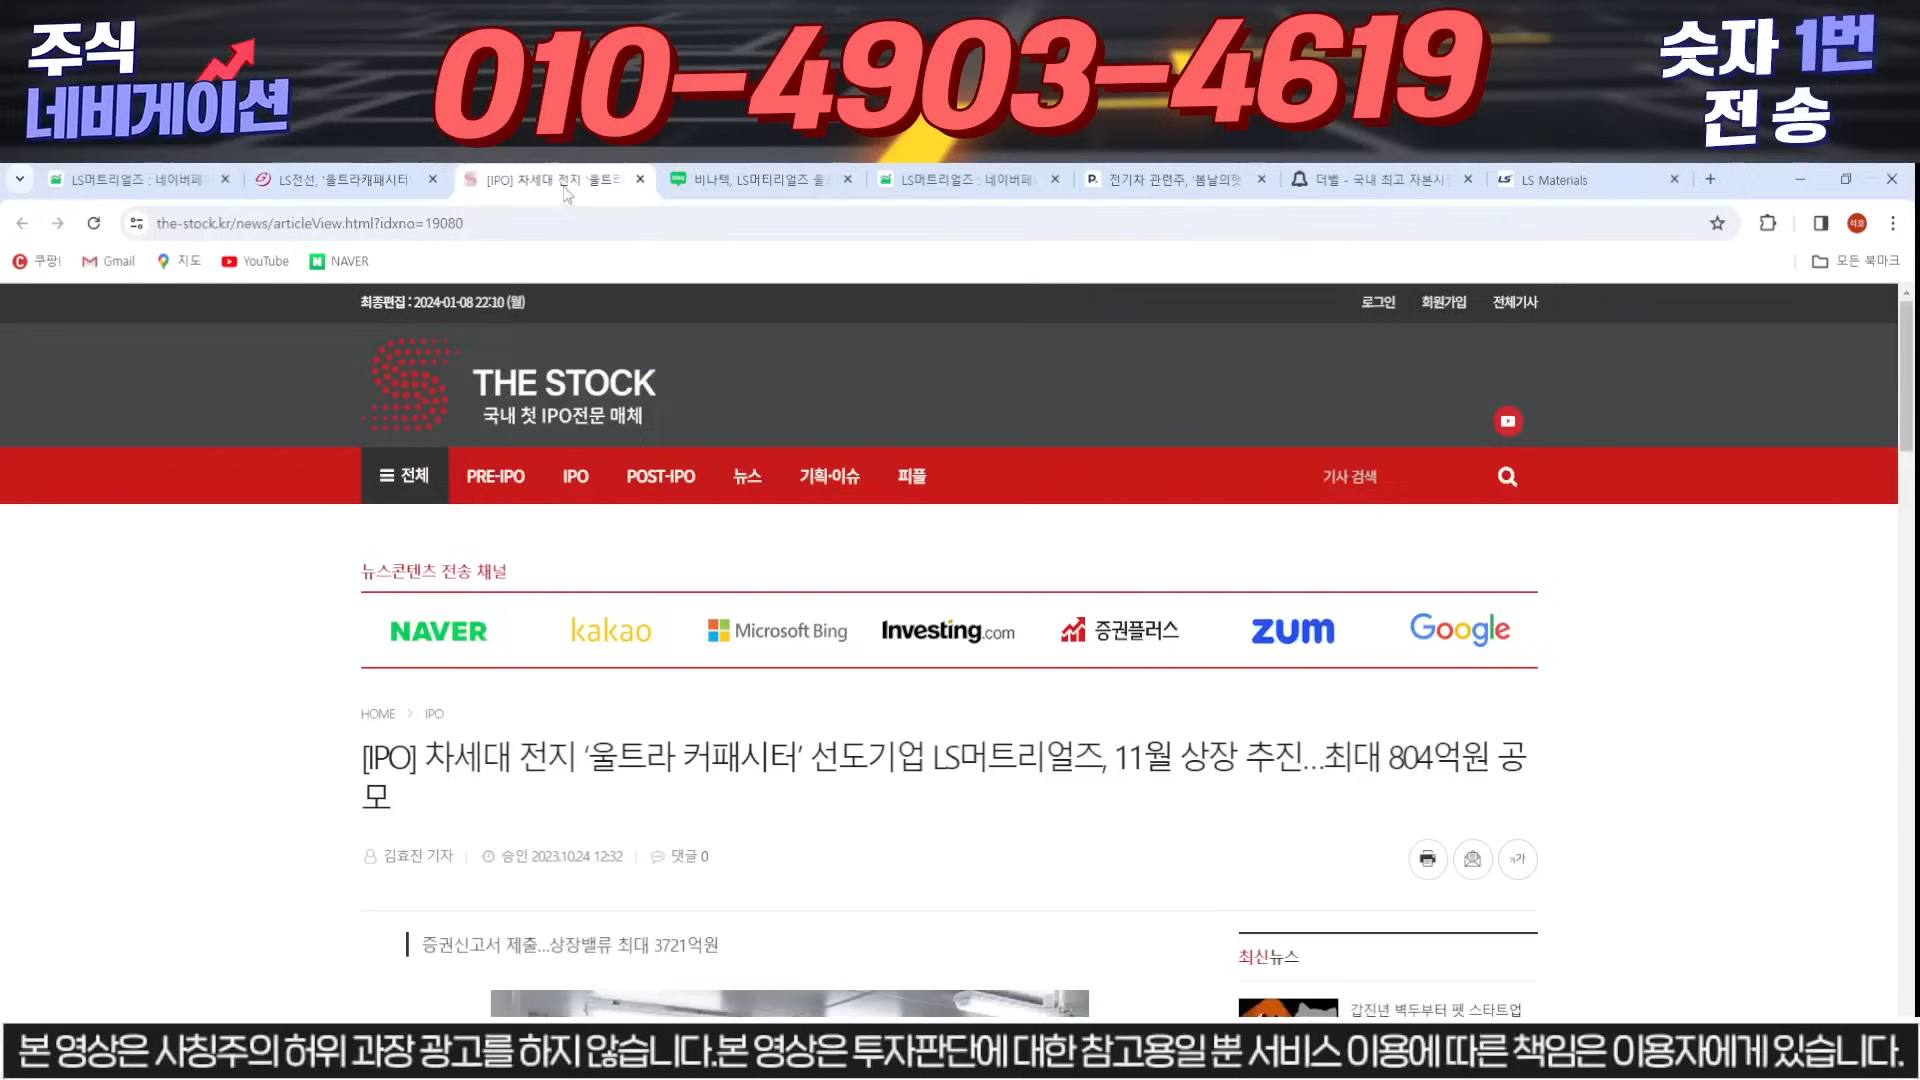 주식
네비게이션
010-4903-4619
숫자 1번
전송
LS머트리얼즈 : 네이버페
LS전선, '울트라캐패시터'
[IPO] 차세대 전지 '울트라
비나텍, LS머티리얼즈 울
LS머트리얼즈 : 네이버페
P. 전기차 관련주, '봄날의햇
더벨 - 국내 최고 자본시
LS Materials
the-stock.kr/news/articleView.html?idxno=19080
석호
쿠팡!
Gmail
지도
YouTube
NAVER
모든 북마크
최종편집 : 2024-01-08 22:10 (월)
로그인
회원가입
전체기사
THE STOCK
국내 첫 IPO전문 매체
전체
PRE-IPO
IPO
POST-IPO
뉴스
기획·이슈
피플
기사 검색
뉴스콘텐츠 전송 채널
NAVER
kakao
Microsoft Bing
Investing.com
증권플러스
zum
Google
HOME > IPO
[IPO] 차세대 전지 '울트라 커패시터' 선도기업 LS머트리얼즈, 11월 상장 추진...최대 804억원 공
모
김효진 기자
승인 2023.10.24 12:32
댓글 0
가
증권신고서 제출...상장밸류 최대 3721억원
최신뉴스
갑진년 벽두부터 펫 스타트업
본 영상은 사칭주의 허위 과장 광고를 하지 않습니다.본 영상은 투자판단에 대한 참고용일 뿐 서비스 이용에 따른 책임은 이용자에게 있습니다.